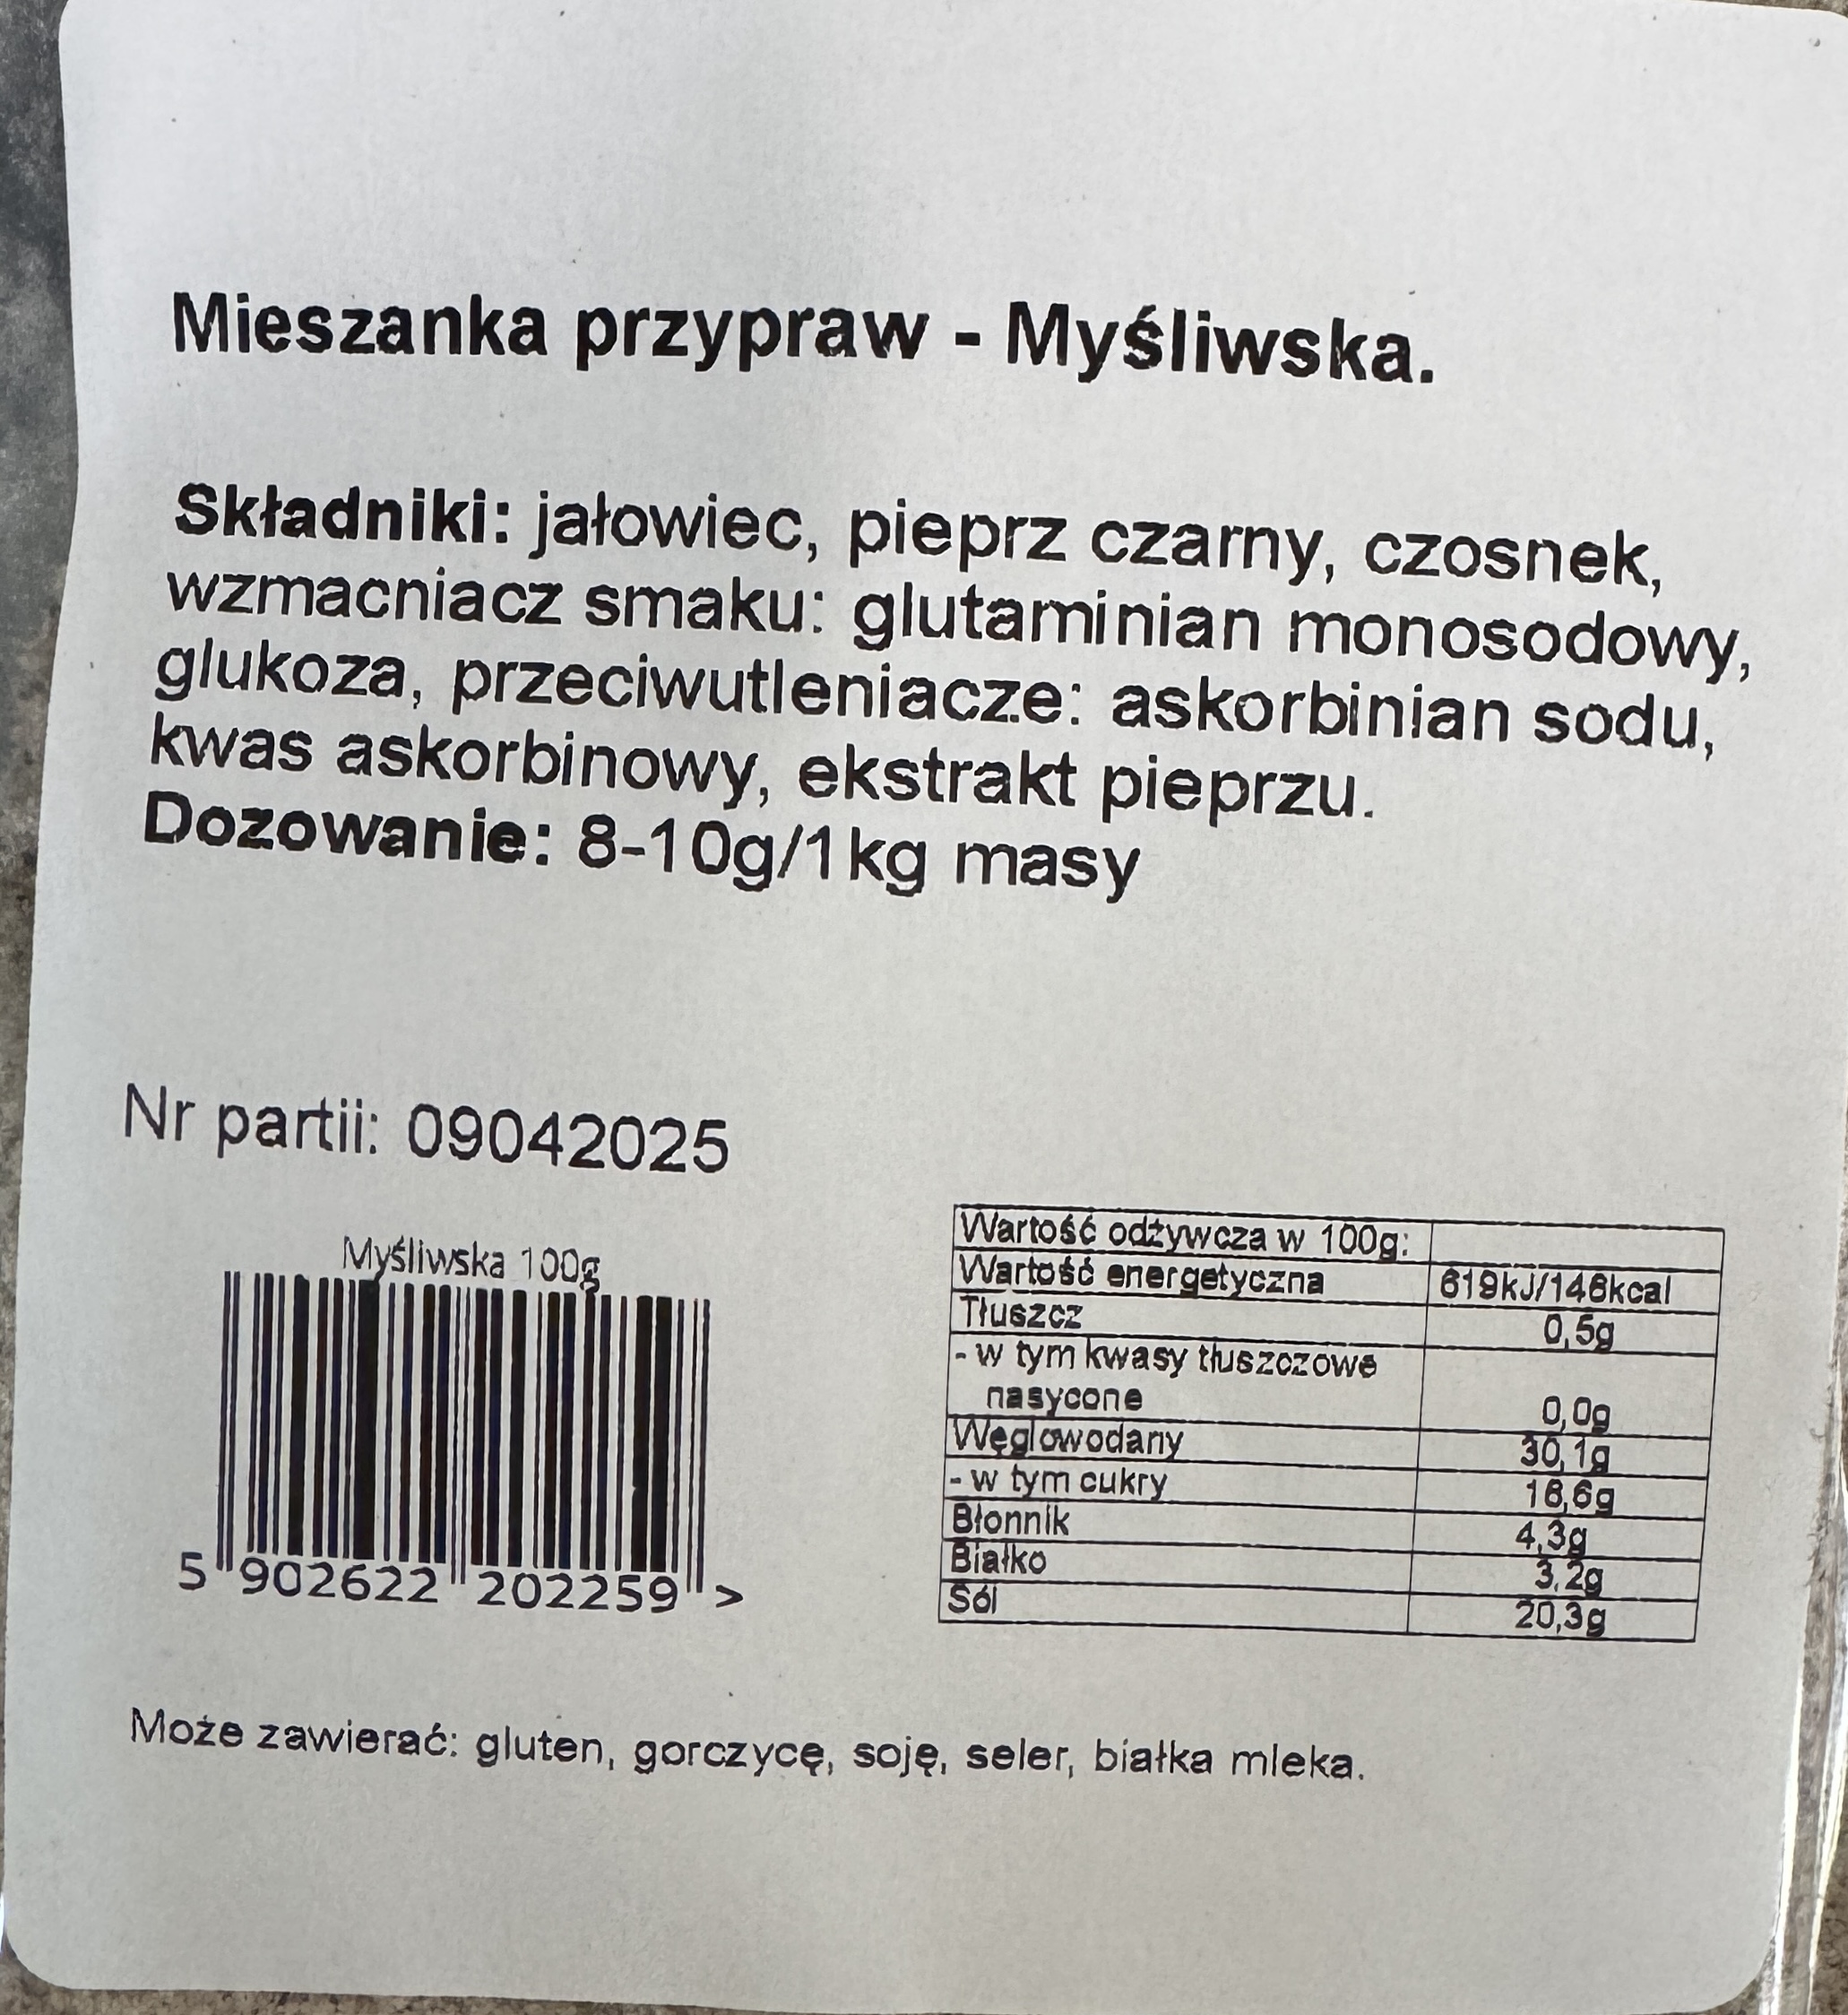 Mieszanka przypraw - Myśliwska.
Składniki: jałowiec, pieprz czarny, czosnek,
wzmacniacz smaku: glutaminian monosodowy,
glukoza, przeciwutleniacze: askorbinian sodu,
kwas askorbinowy, ekstrakt pieprzu.
Dozowanie: 8-10g/1kg masy
Nr partii: 09042025
Myśliwska 100g
5 902622 202259 >
Wartość odżywcza w 100g:
Wartość energetyczna 619kJ/146kcal
Tłuszcz 0,5g
- w tym kwasy tłuszczowe
nasycone 0,0g
Węglowodany 30,1g
- w tym cukry 16,6g
Błonnik 4,3g
Białko 3,2g
Sól 20,3g
Może zawierać: gluten, gorczycę, soję, seler, białka mleka.